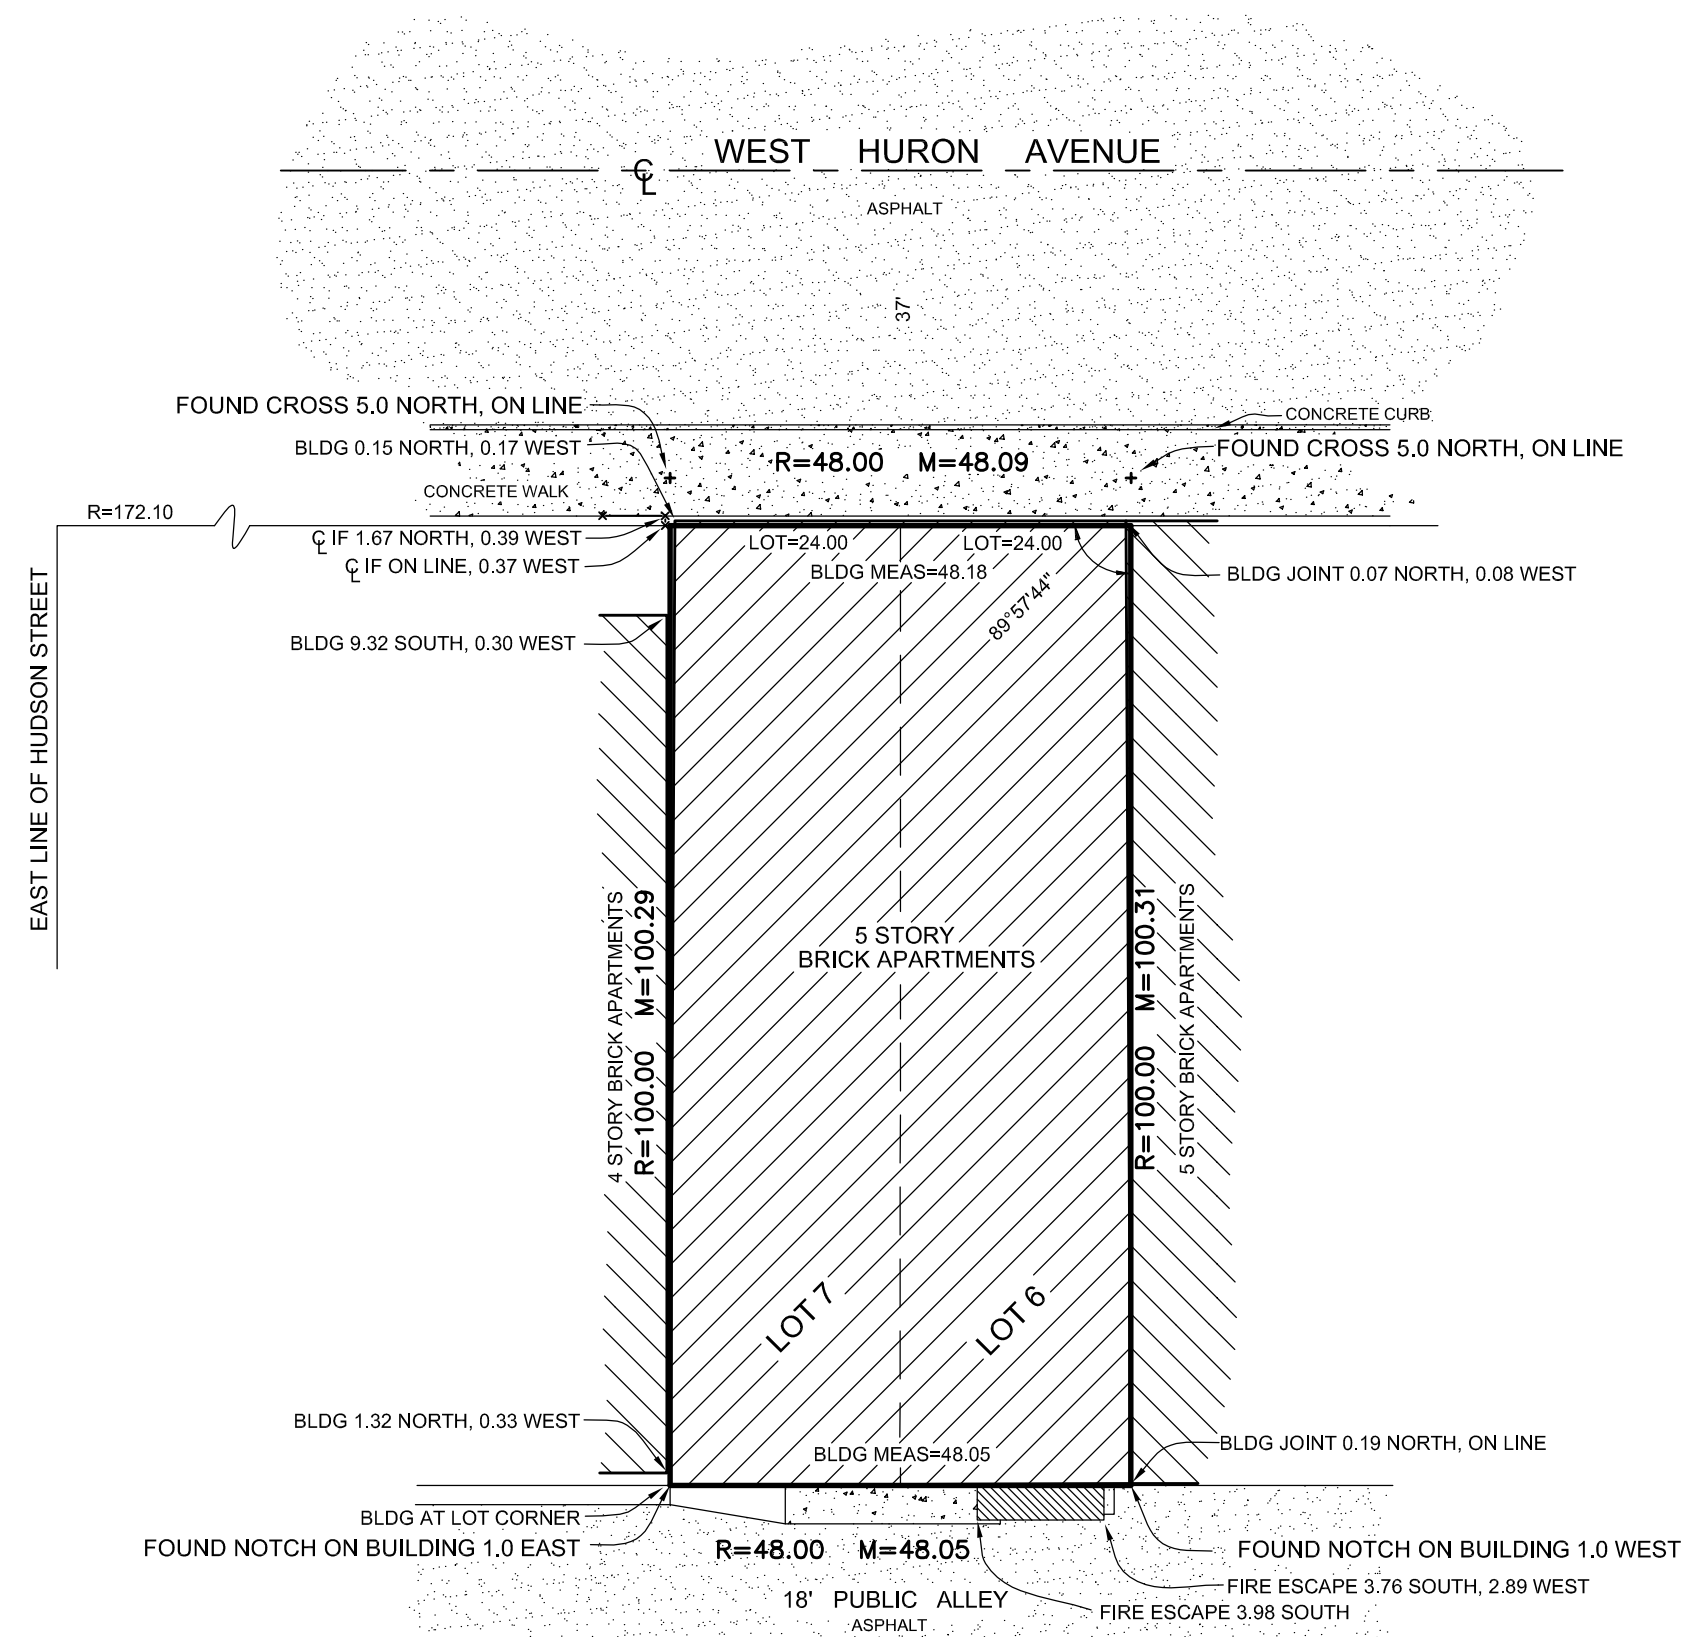 WEST HURON AVENUE
ASPHALT
37'
FOUND CROSS 5.0 NORTH, ON LINE
CONCRETE CURB
BLDG 0.15 NORTH, 0.17 WEST
R=48.00 M=48.09
FOUND CROSS 5.0 NORTH, ON LINE
CONCRETE WALK
R=172.10
℄ IF 1.67 NORTH, 0.39 WEST
LOT=24.00 LOT=24.00
℄ IF ON LINE, 0.37 WEST
BLDG MEAS=48.18
BLDG JOINT 0.07 NORTH, 0.08 WEST
89°57'44"
BLDG 9.32 SOUTH, 0.30 WEST
EAST LINE OF HUDSON STREET
4 STORY BRICK APARTMENTS
R=100.00 M=100.29
5 STORY
BRICK APARTMENTS
R=100.00 M=100.31
5 STORY BRICK APARTMENTS
LOT 7
LOT 6
BLDG 1.32 NORTH, 0.33 WEST
BLDG MEAS=48.05
BLDG JOINT 0.19 NORTH, ON LINE
BLDG AT LOT CORNER
FOUND NOTCH ON BUILDING 1.0 EAST
R=48.00 M=48.05
FOUND NOTCH ON BUILDING 1.0 WEST
FIRE ESCAPE 3.76 SOUTH, 2.89 WEST
18' PUBLIC ALLEY
FIRE ESCAPE 3.98 SOUTH
ASPHALT